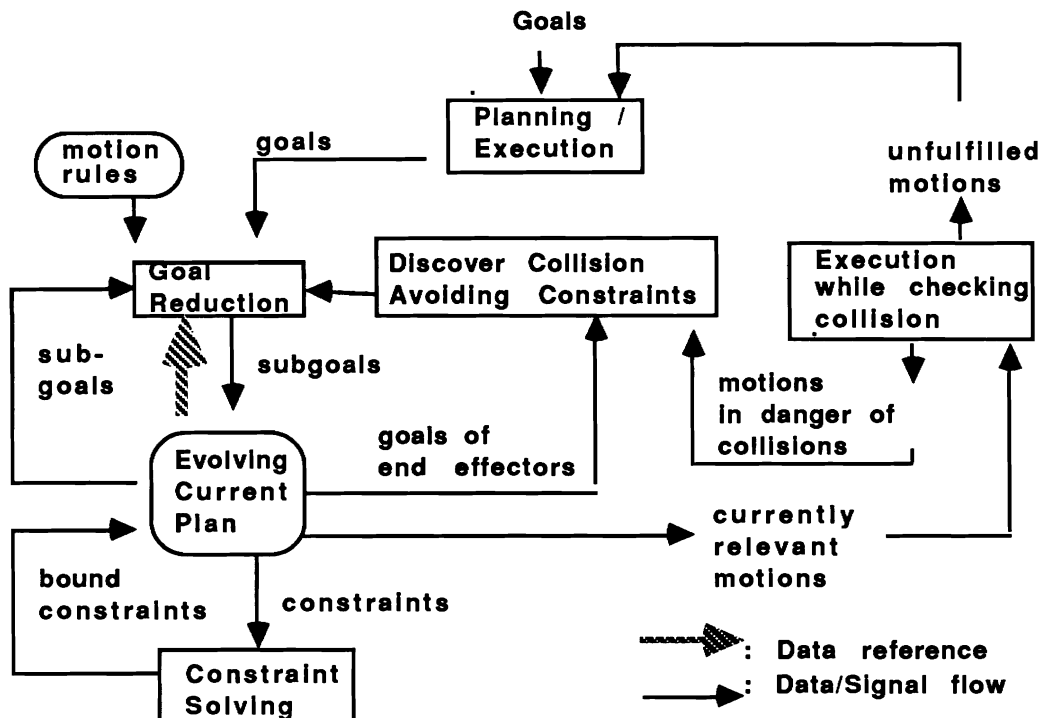 Goals
Planning /
Execution
goals
motion
rules
unfulfilled
motions
Goal
Reduction
Discover Collision
Avoiding Constraints
Execution
while checking
collision
sub-
goals
subgoals
motions
in danger of
collisions
goals of
end effectors
Evolving
Current
Plan
currently
relevant
motions
bound
constraints
constraints
Constraint
Solving
: Data reference
: Data/Signal flow